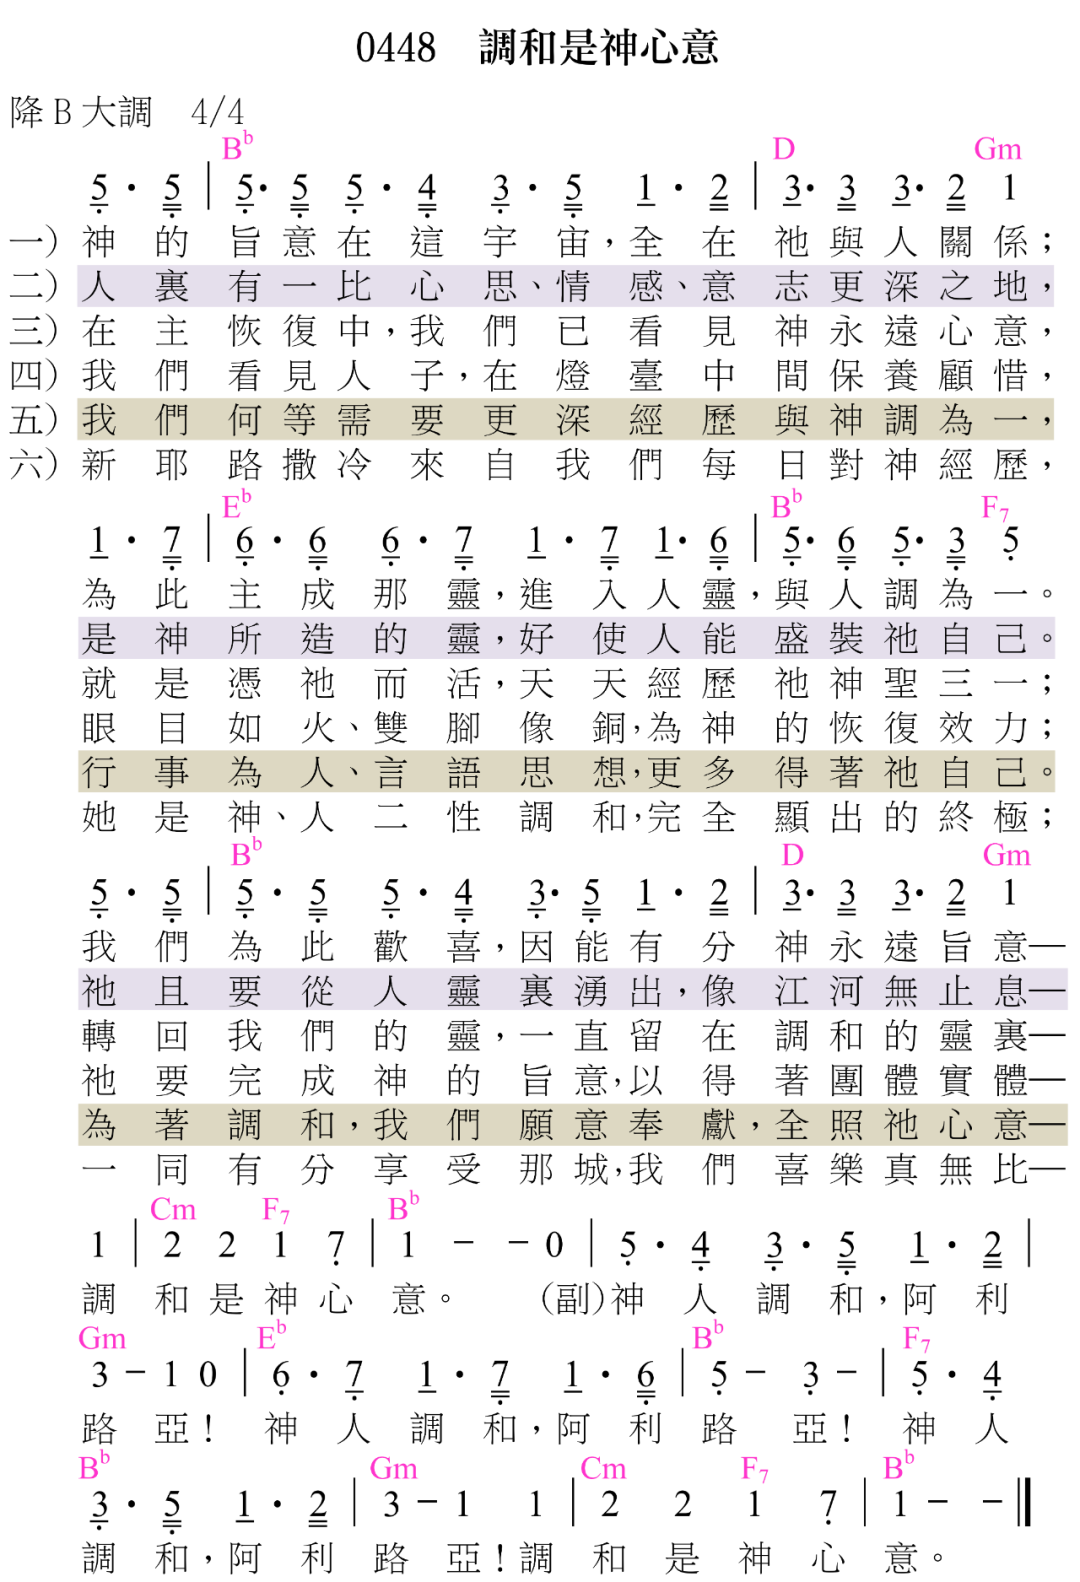 0448 調和是神心意
降B大調 4/4
B♭ D Gm
5 · 5 | 5 · 5 5 · 4 3 · 5 1 · 2 | 3 · 3 3 · 2 1
一）神的旨意在這宇宙，全在祂與人關係；
二）人裏有一比心思、情感、意志更深之地，
三）在主恢復中，我們已看見神永遠心意，
四）我們看見人子，在燈臺中間保養顧惜，
五）我們何等需要更深經歷與神調為一，
六）新耶路撒冷來自我們每日對神經歷，
E♭ B♭ F7
1 · 7 | 6 · 6 6 · 7 1 · 7 1 · 6 | 5 · 6 5 · 3 5
為此主成那靈，進入人靈，與人調為一。
是神所造的靈，好使人能盛裝祂自己。
就是憑祂而活，天天經歷祂神聖三一；
眼目如火、雙腳像銅，為神的恢復效力；
行事為人、言語思想，更多得著祂自己。
她是神、人二性調和，完全顯出的終極；
B♭ D Gm
5 · 5 | 5 · 5 5 · 4 3 · 5 1 · 2 | 3 · 3 3 · 2 1
我們為此歡喜，因能有分神永遠旨意—
祂且要從人靈裏湧出，像江河無止息—
轉回我們的靈，一直留在調和的靈裏—
祂要完成神的旨意，以得著團體實體—
為著調和，我們願意奉獻，全照祂心意—
一同有分享受那城，我們喜樂真無比—
Cm F7 B♭
1 | 2 2 1 7 | 1 - - 0 | 5 · 4 3 · 5 1 · 2 |
調和是神心意。 (副)神人調和，阿利
Gm E♭ B♭ F7
3 - 1 0 | 6 · 7 1 · 7 1 · 6 | 5 - 3 - | 5 · 4
路亞！神人調和，阿利路亞！神人
B♭ Gm Cm F7 B♭
3 · 5 1 · 2 | 3 - 1 1 | 2 2 1 7 | 1 - - ‖
調和，阿利路亞！調和是神心意。